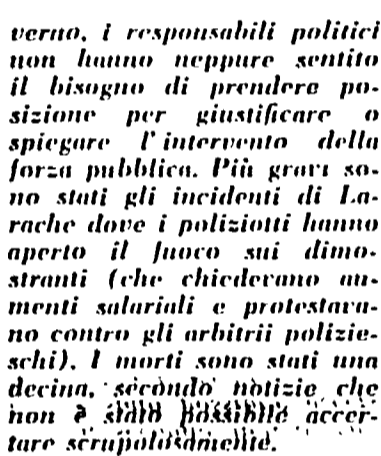 verno, i responsabili politici
non hanno neppure sentito
il bisogno di prendere po-
sizione per giustificare o
spiegare l'intervento della
forza pubblica. Più gravi so-
no stati gli incidenti di La-
rache dove i poliziotti hanno
aperto il fuoco sui dimo-
stranti (che chiedevano au-
menti salariali e protestava-
no contro gli arbitrii polizie-
schi). I morti sono stati una
decina, secondo notizie che
non è stato possibile accer-
tare scrupolosamente.